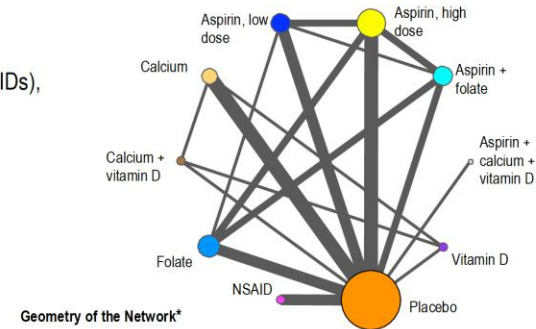 IDs),
Aspirin, low
dose
Aspirin, high
dose
Calcium
Aspirin +
folate
Calcium +
vitamin D
Aspirin +
calcium +
vitamin D
Folate
Vitamin D
NSAID
Placebo
Geometry of the Network*